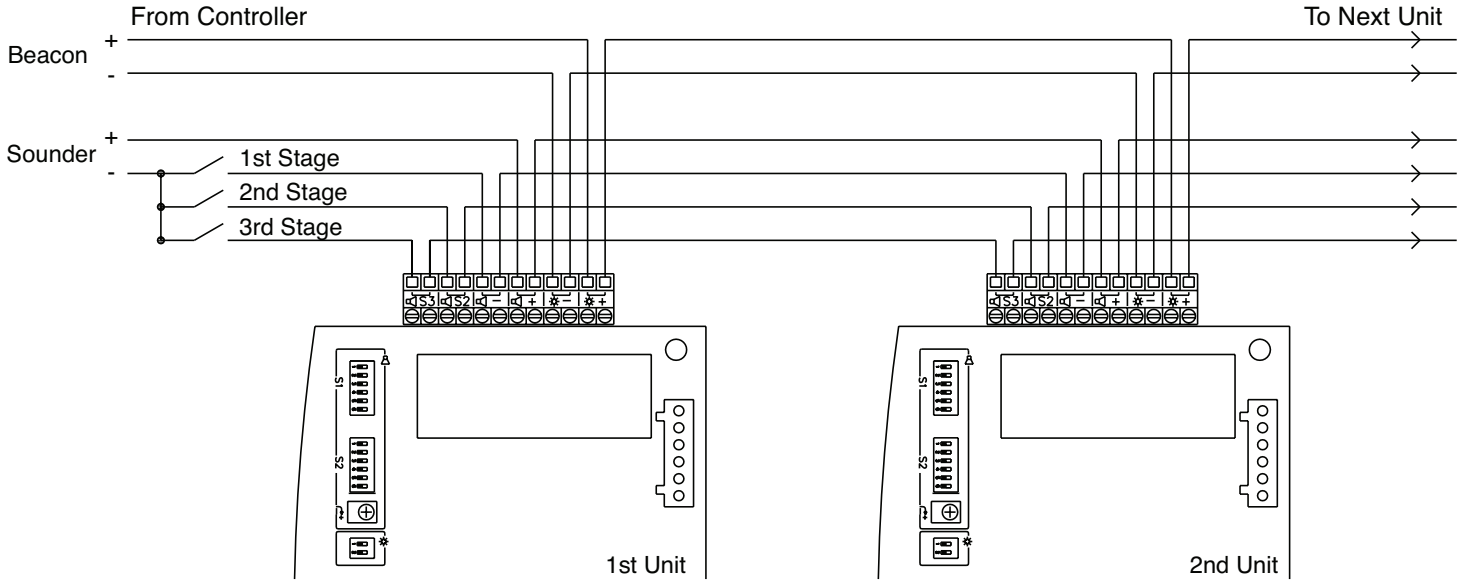 From Controller
To Next Unit
Beacon
+
-
Sounder
+
-
1st Stage
2nd Stage
3rd Stage
S3 S2 - + - +
S3 S2 - + - +
S1
S2
1st Unit
S1
S2
2nd Unit